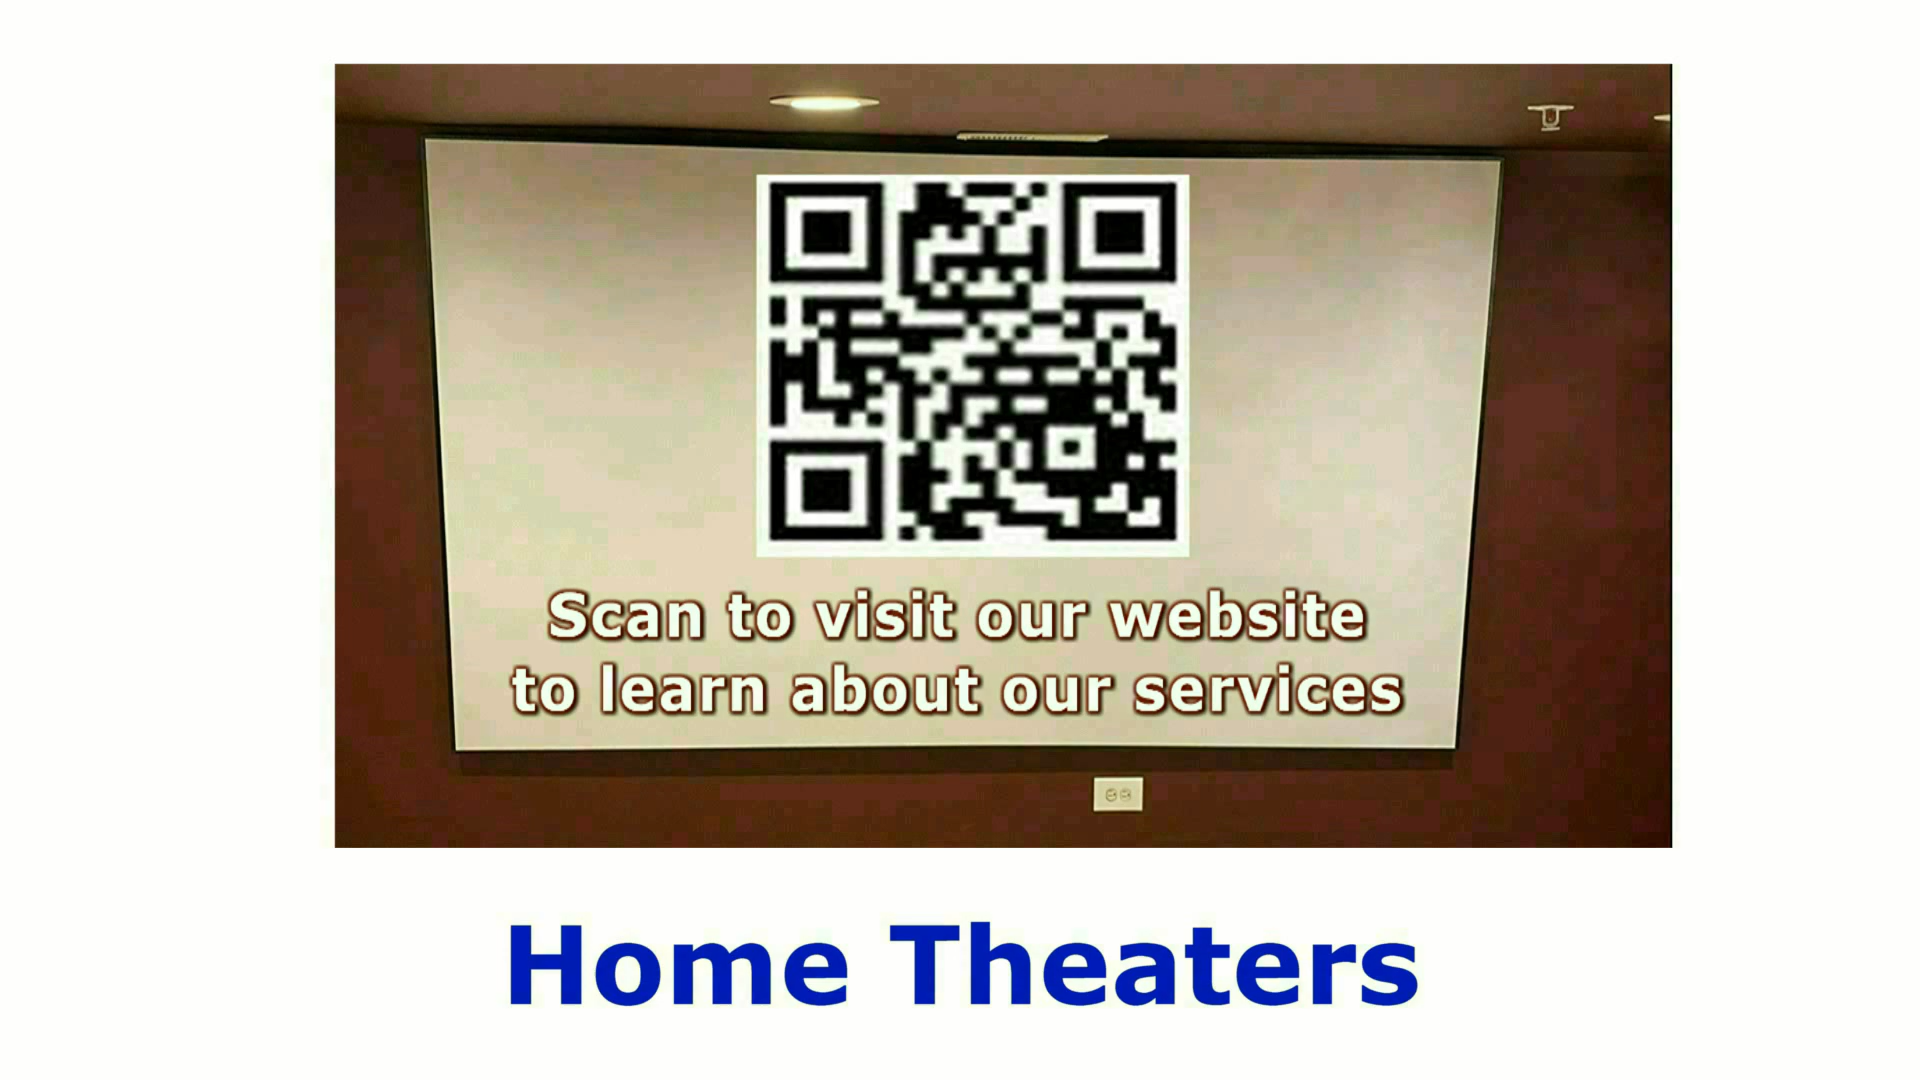 Scan to visit our website
to learn about our services
Home Theaters